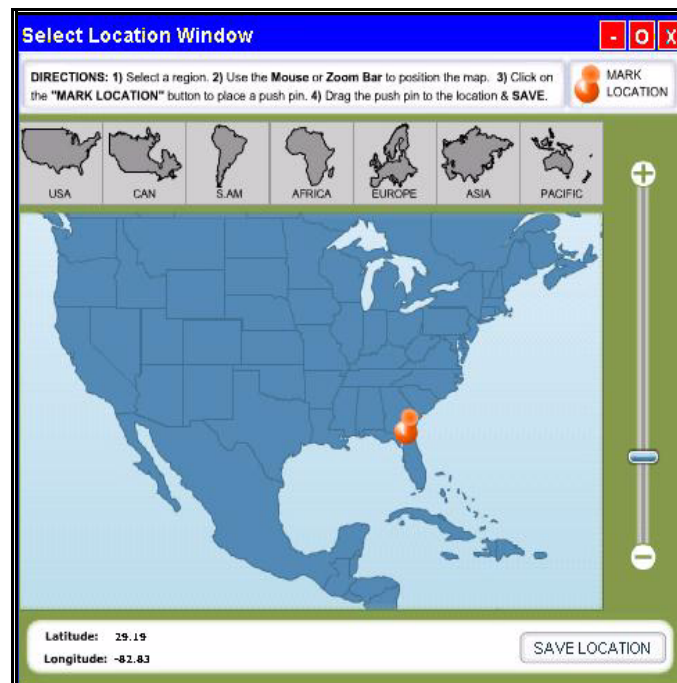 Select Location Window
- O X
DIRECTIONS: 1) Select a region. 2) Use the Mouse or Zoom Bar to position the map. 3) Click on
the "MARK LOCATION" button to place a push pin. 4) Drag the push pin to the location & SAVE.
MARK
LOCATION
USA CAN S.AM AFRICA EUROPE ASIA PACIFIC
+
−
Latitude: 29.19
Longitude: -82.83
SAVE LOCATION